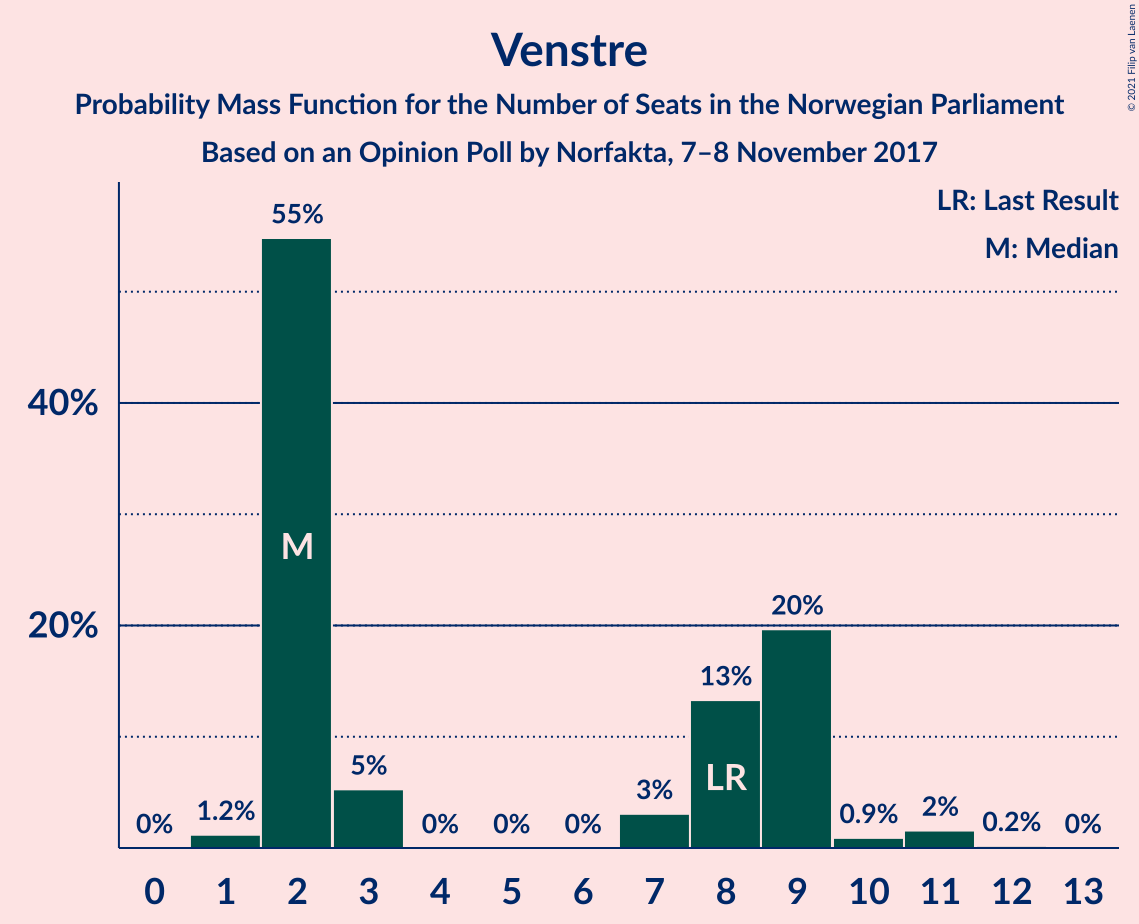 Venstre
Probability Mass Function for the Number of Seats in the Norwegian Parliament
Based on an Opinion Poll by Norfakta, 7–8 November 2017
© 2021 Filip van Laenen
LR: Last Result
M: Median
55%
40%
M
20%
20%
13%
5%
LR
3%
0%
1.2%
0%
0%
0%
0.9%
2%
0.2%
0%
0 1 2 3 4 5 6 7 8 9 10 11 12 13